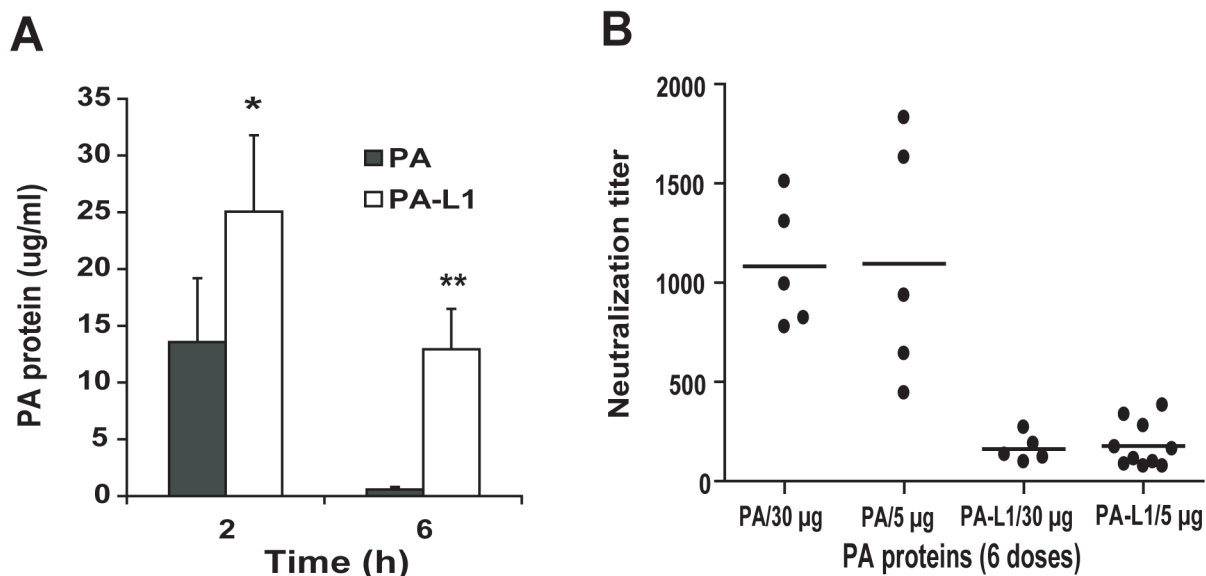 A
PA protein (ug/ml)
35
30
25
20
15
10
5
0
*
**
PA
PA-L1
2
6
Time (h)
B
Neutralization titer
2000
1500
1000
500
0
PA/30 µg
PA/5 µg
PA-L1/30 µg
PA-L1/5 µg
PA proteins (6 doses)